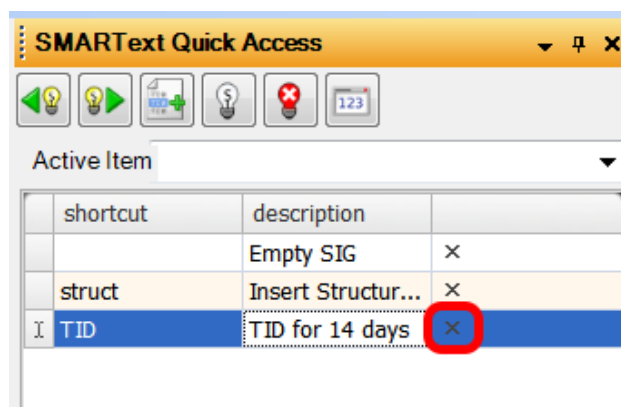 SMARText Quick Access
123
Active Item
shortcut description
Empty SIG ×
struct Insert Structur... ×
TID TID for 14 days ×